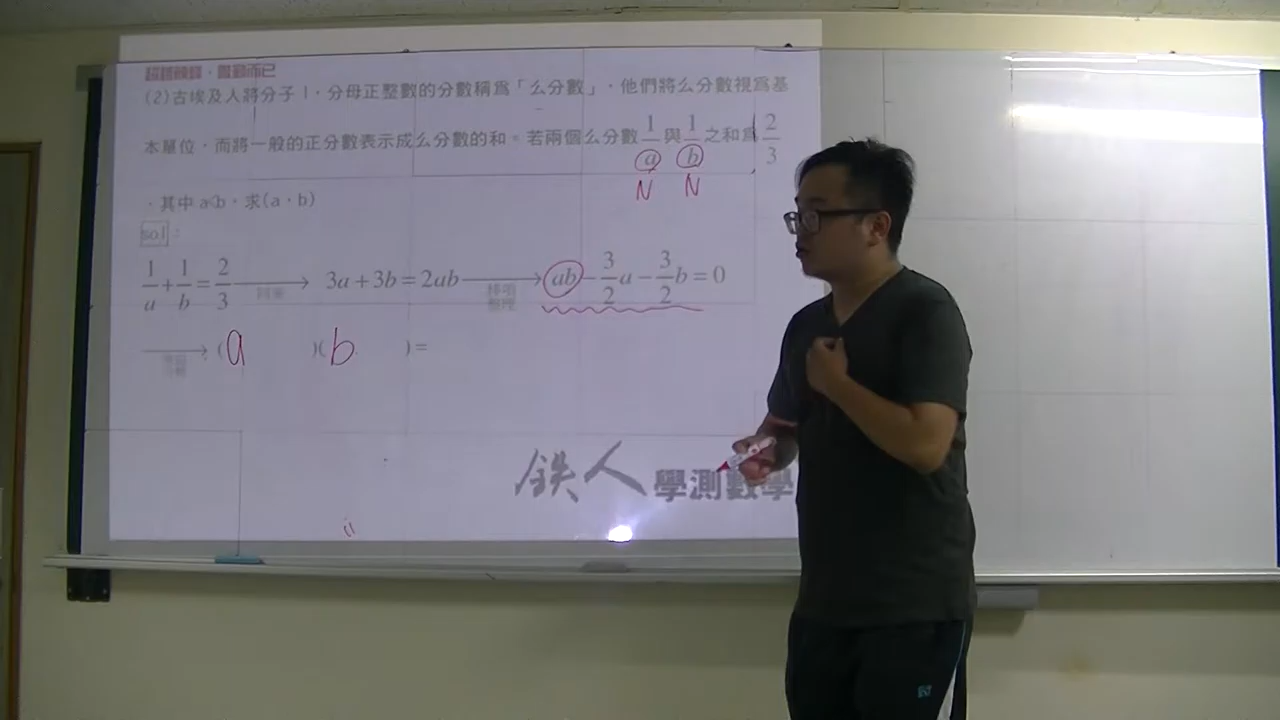 (2)古埃及人將分子1,分母正整數的分數稱為「么分數」,他們將么分數視為基
本單位,而將一般的正分數表示成么分數的和。若兩個么分數 1/a 與 1/b 之和為 2/3
N N
,其中 a<b,求(a,b)
sol:
1/a + 1/b = 2/3 → 3a + 3b = 2ab → ab − 3/2 a − 3/2 b = 0
→ (a )(b )=
鉄人 學測數學